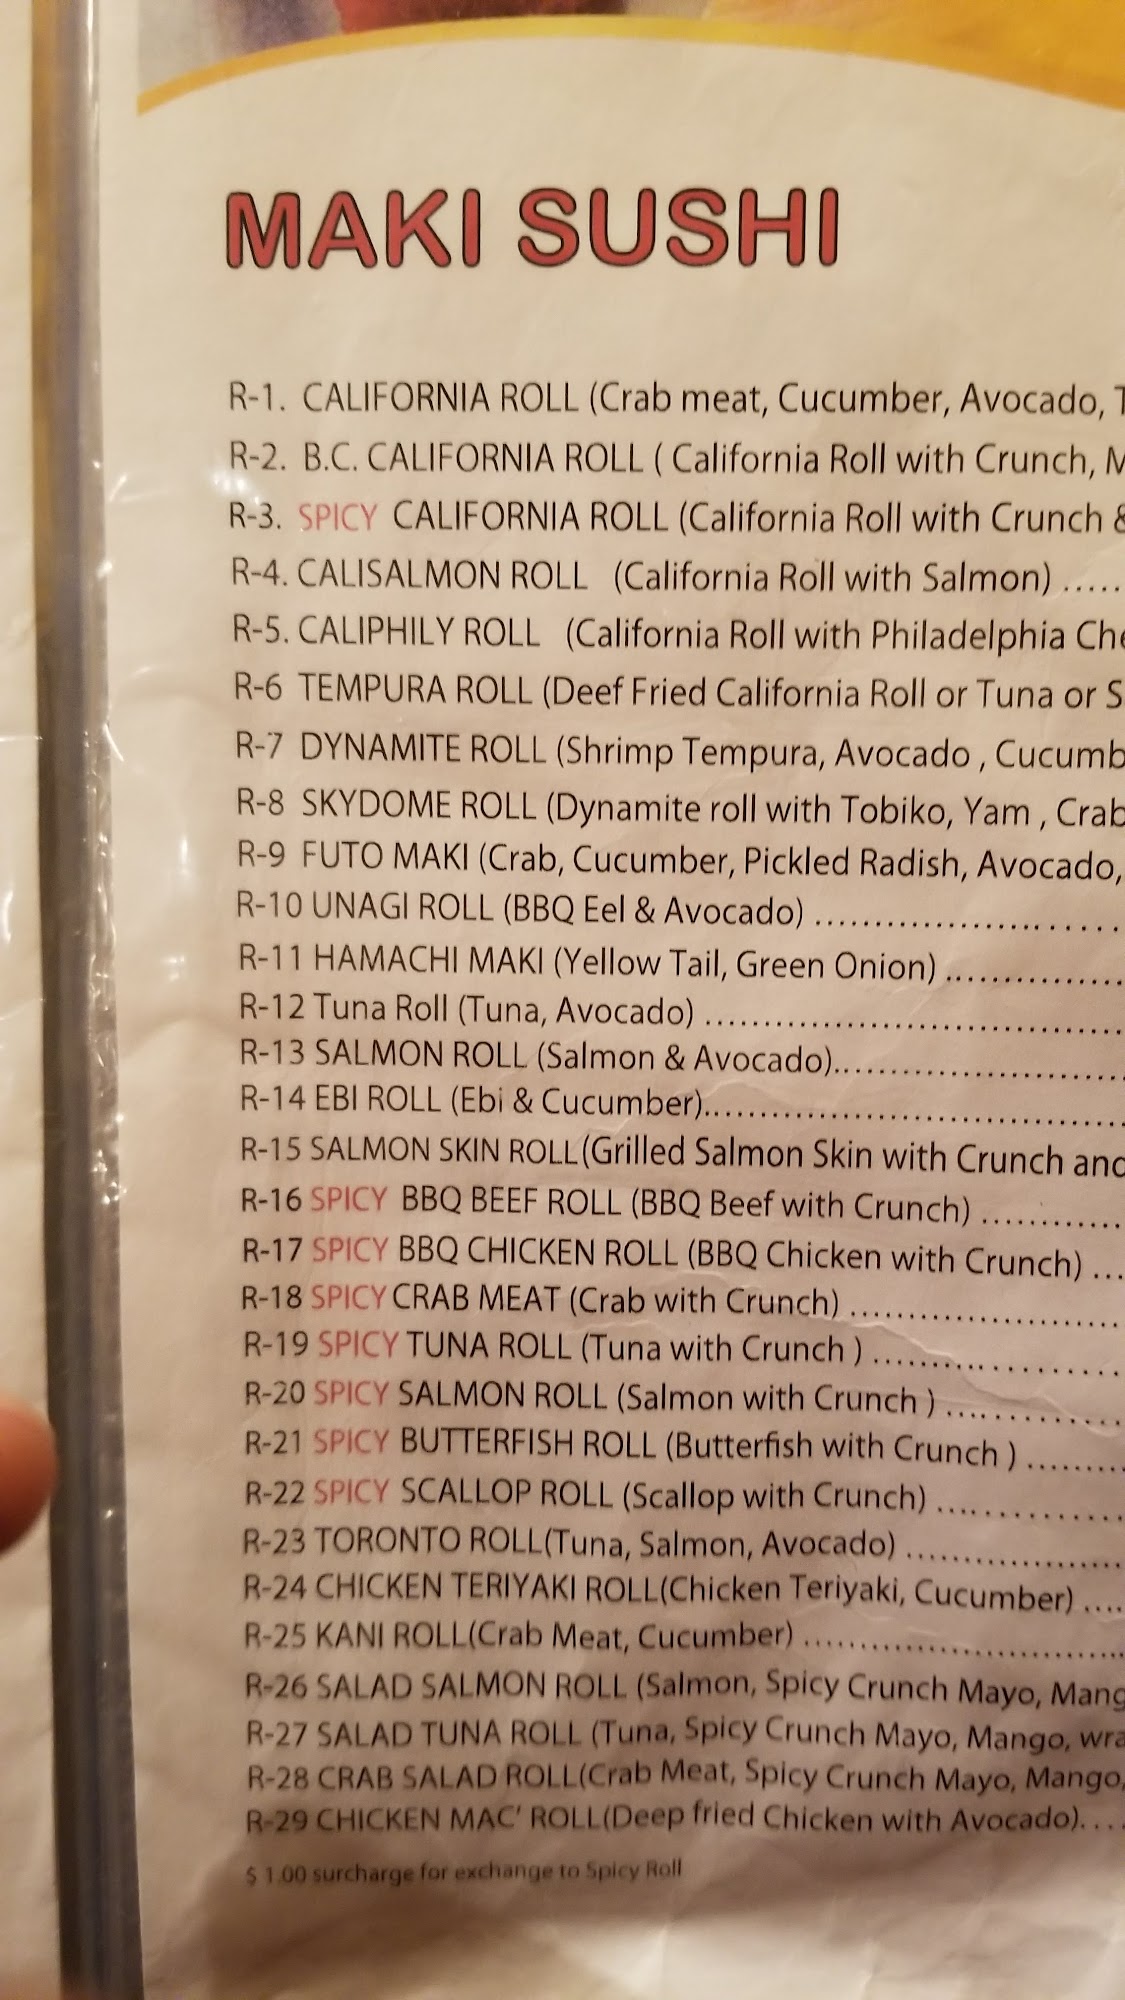 MAKI SUSHI
R-1. CALIFORNIA ROLL (Crab meat, Cucumber, Avocado,
R-2. B.C. CALIFORNIA ROLL ( California Roll with Crunch,
R-3. SPICY CALIFORNIA ROLL (California Roll with Crunch &
R-4. CALISALMON ROLL (California Roll with Salmon) .....
R-5. CALIPHILY ROLL (California Roll with Philadelphia
R-6 TEMPURA ROLL (Deef Fried California Roll or Tuna or
R-7 DYNAMITE ROLL (Shrimp Tempura, Avocado ,
R-8 SKYDOME ROLL (Dynamite roll with Tobiko, Yam , Crab
R-9 FUTO MAKI (Crab, Cucumber, Pickled Radish, Avocado,
R-10 UNAGI ROLL (BBQ Eel & Avocado) ........................
R-11 HAMACHI MAKI (Yellow Tail, Green Onion) ................
R-12 Tuna Roll (Tuna, Avocado) ....................................
R-13 SALMON ROLL (Salmon & Avocado)..........................
R-14 EBI ROLL (Ebi & Cucumber)......................................
R-15 SALMON SKIN ROLL(Grilled Salmon Skin with Crunch and
R-16 SPICY BBQ BEEF ROLL (BBQ Beef with Crunch) ............
R-17 SPICY BBQ CHICKEN ROLL (BBQ Chicken with Crunch) ...
R-18 SPICY CRAB MEAT (Crab with Crunch) .......................
R-19 SPICY TUNA ROLL (Tuna with Crunch ) .....................
R-20 SPICY SALMON ROLL (Salmon with Crunch ) ...............
R-21 SPICY BUTTERFISH ROLL (Butterfish with Crunch ) .........
R-22 SPICY SCALLOP ROLL (Scallop with Crunch) ................
R-23 TORONTO ROLL(Tuna, Salmon, Avocado) ...................
R-24 CHICKEN TERIYAKI ROLL(Chicken Teriyaki, Cucumber) ....
R-25 KANI ROLL(Crab Meat, Cucumber) .............................
R-26 SALAD SALMON ROLL (Salmon, Spicy Crunch Mayo,
R-27 SALAD TUNA ROLL (Tuna, Spicy Crunch Mayo, Mango,
R-28 CRAB SALAD ROLL(Crab Meat, Spicy Crunch Mayo, Mango,
R-29 CHICKEN MAC' ROLL(Deep fried Chicken with Avocado)....
$ 1.00 surcharge for exchange to Spicy Roll